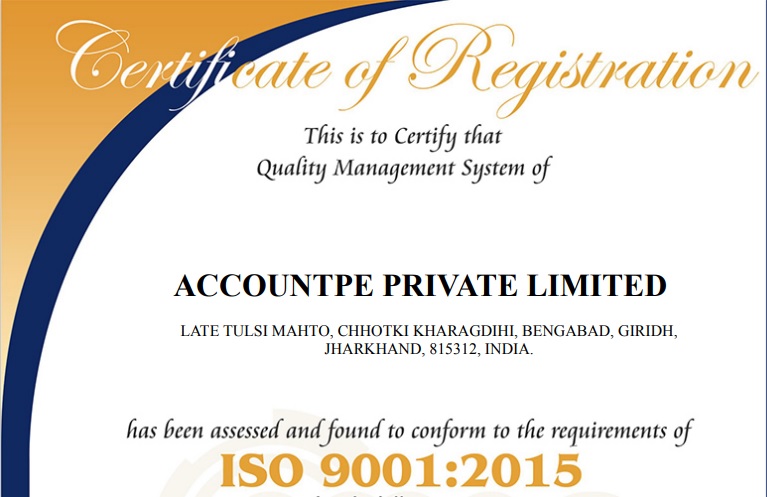 Certificate of Registration
This is to Certify that
Quality Management System of
ACCOUNTPE PRIVATE LIMITED
LATE TULSI MAHTO, CHHOTKI KHARAGDIHI, BENGABAD, GIRIDH,
JHARKHAND, 815312, INDIA.
has been assessed and found to conform to the requirements of
ISO 9001:2015